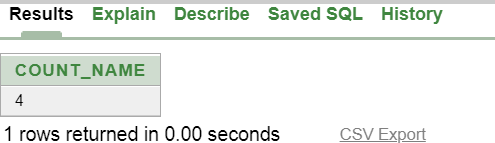 Results Explain Describe Saved SQL History
COUNT_NAME
4
1 rows returned in 0.00 seconds CSV Export